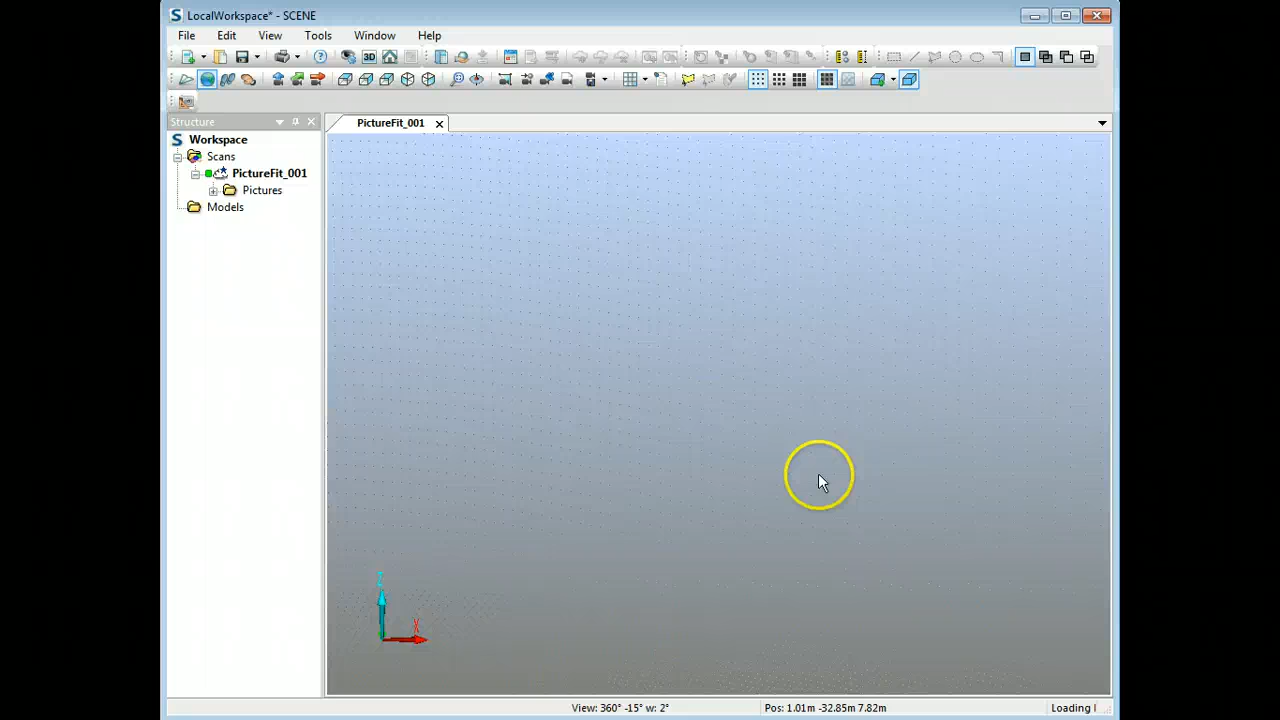 LocalWorkspace* - SCENE
File Edit View Tools Window Help
3D
Structure
PictureFit_001
Workspace
Scans
PictureFit_001
Pictures
Models
Z
X
View: 360° -15° w: 2° Pos: 1.01m -32.85m 7.82m Loading